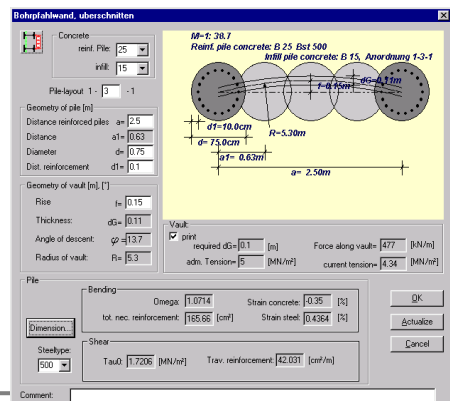 Bohrpfahlwand, uberschnitten
Concrete
reinf. Pile: 25
infill: 15
Pile-layout 1 - 3 -1
Geometry of pile [m]
Distance reinforced piles a= 2.5
Distance a1= 0.63
Diameter d= 0.75
Dist. reinforcement d1= 0.1
Geometry of vault [m], [°]
Rise f= 0.15
Thickness: dG= 0.11
Angle of descent: φ = 13.7
Radius of vault: R= 5.3
M=1: 38.7
Reinf. pile concrete: B 25 Bst 500
Infill pile concrete: B 15, Anordnung 1-3-1
dG=0.11m
f=0.15m
d1=10.0cm
R=5.30m
d= 75.0cm
a1= 0.63m
a= 2.50m
Vault:
print
required dG= 0.1 [m]
Force along vault= 477 [kN/m]
adm. Tension= 5 [MN/m²]
current tension= 4.34 [MN/m²]
Pile
Bending
Omega: 1.0714
Strain concrete: -0.35 [%]
tot. nec. reinforcement: 165.66 [cm²]
Strain steel: 0.4364 [%]
Dimension...
Steeltype:
500
Shear
Tau0: 1.7206 [MN/m²]
Trav. reinforcement: 42.031 [cm²/m]
OK
Actualize
Cancel
Comment: